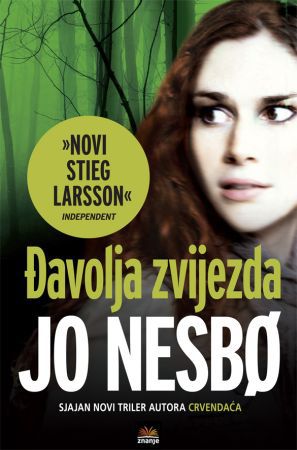 »NOVI
STIEG
LARSSON«
INDEPENDENT
Đavolja zvijezda
JO NESBØ
SJAJAN NOVI TRILER AUTORA CRVENDAĆA
znanje